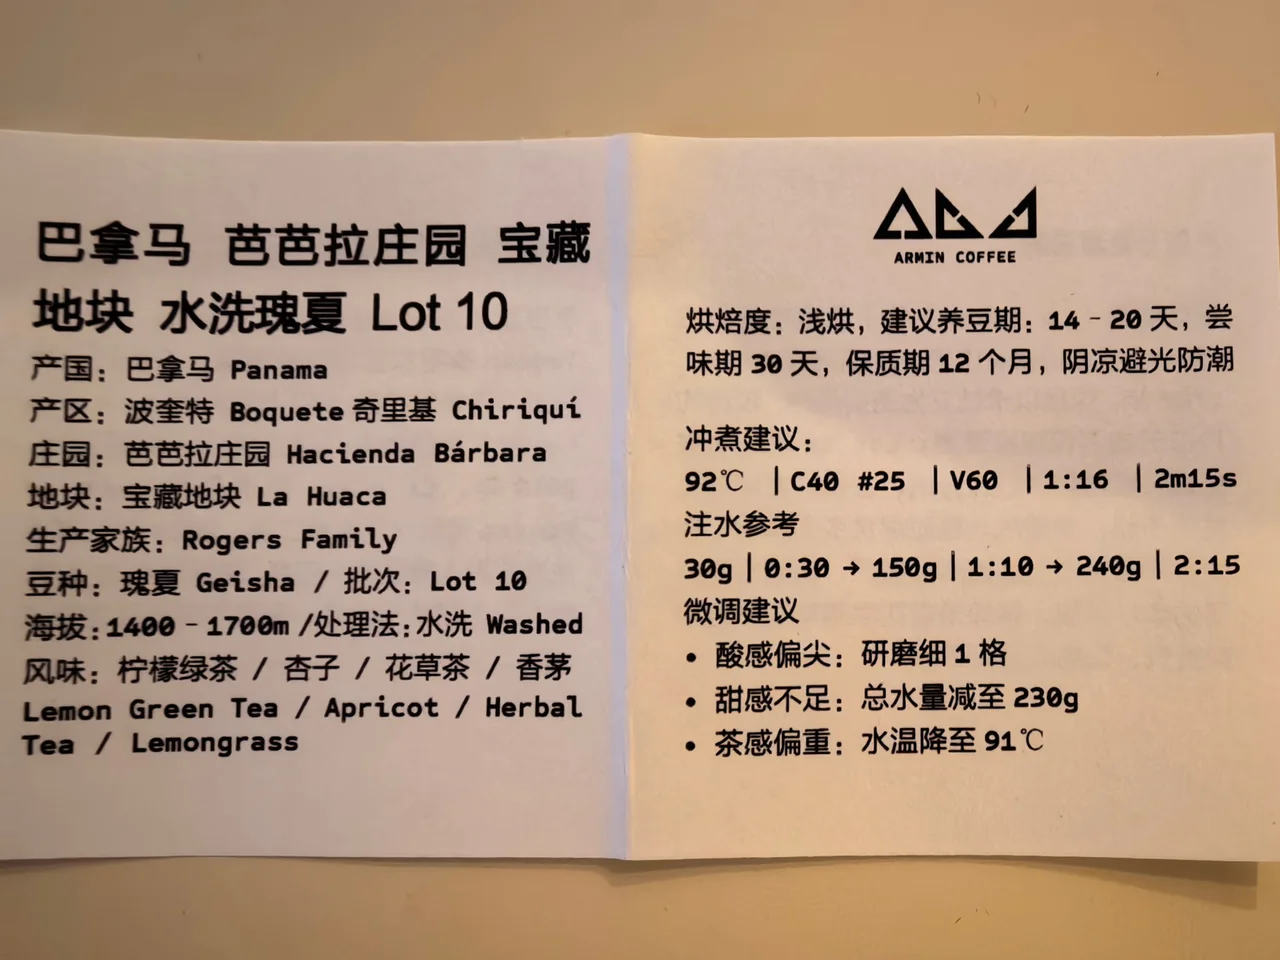 巴拿马 芭芭拉庄园 宝藏
地块 水洗瑰夏 Lot 10
产国：巴拿马 Panama
产区：波奎特 Boquete 奇里基 Chiriquí
庄园：芭芭拉庄园 Hacienda Bárbara
地块：宝藏地块 La Huaca
生产家族：Rogers Family
豆种：瑰夏 Geisha / 批次：Lot 10
海拔：1400–1700m /处理法：水洗 Washed
风味：柠檬绿茶 / 杏子 / 花草茶 / 香茅
Lemon Green Tea / Apricot / Herbal
Tea / Lemongrass
ARMIN COFFEE
烘焙度：浅烘，建议养豆期：14–20 天，尝
味期 30 天，保质期 12 个月，阴凉避光防潮
冲煮建议：
92℃ | C40 #25 | V60 | 1:16 | 2m15s
注水参考
30g | 0:30 → 150g | 1:10 → 240g | 2:15
微调建议
• 酸感偏尖：研磨细 1 格
• 甜感不足：总水量减至 230g
• 茶感偏重：水温降至 91℃